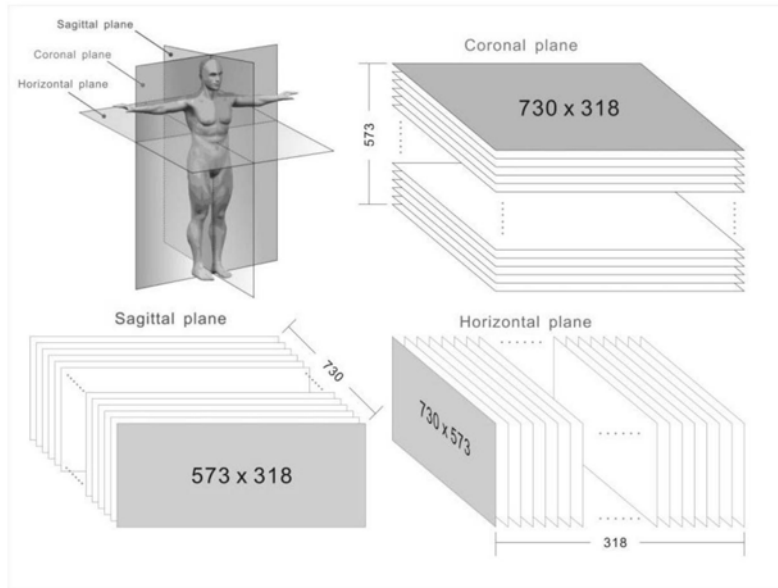 Sagittal plane
Coronal plane
Horizontal plane
Coronal plane
573
730 x 318
Sagittal plane
730
573 x 318
Horizontal plane
730 x 573
318